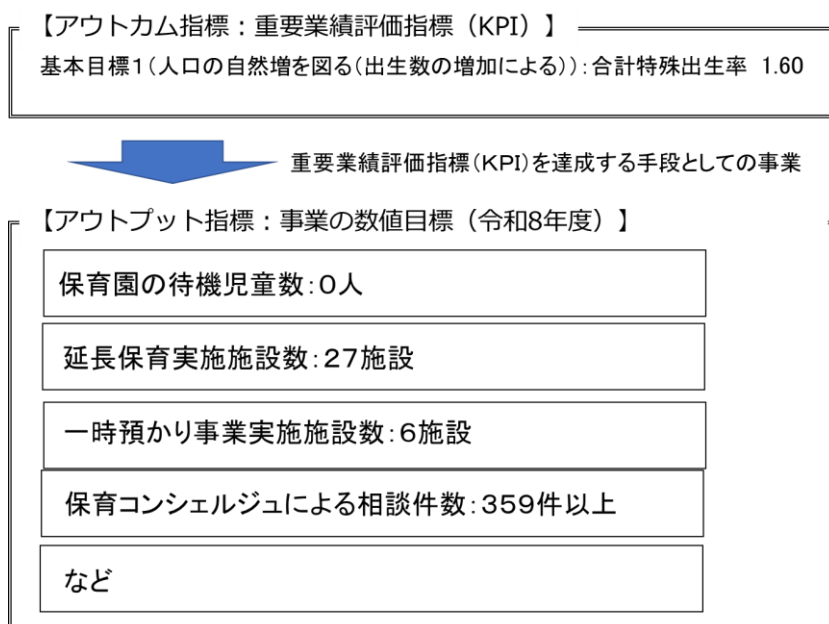 【アウトカム指標：重要業績評価指標（KPI）】
基本目標1（人口の自然増を図る（出生数の増加による））：合計特殊出生率 1.60
重要業績評価指標（KPI）を達成する手段としての事業
【アウトプット指標：事業の数値目標（令和8年度）】
保育園の待機児童数：０人
延長保育実施施設数：２７施設
一時預かり事業実施施設数：６施設
保育コンシェルジュによる相談件数：３５９件以上
など